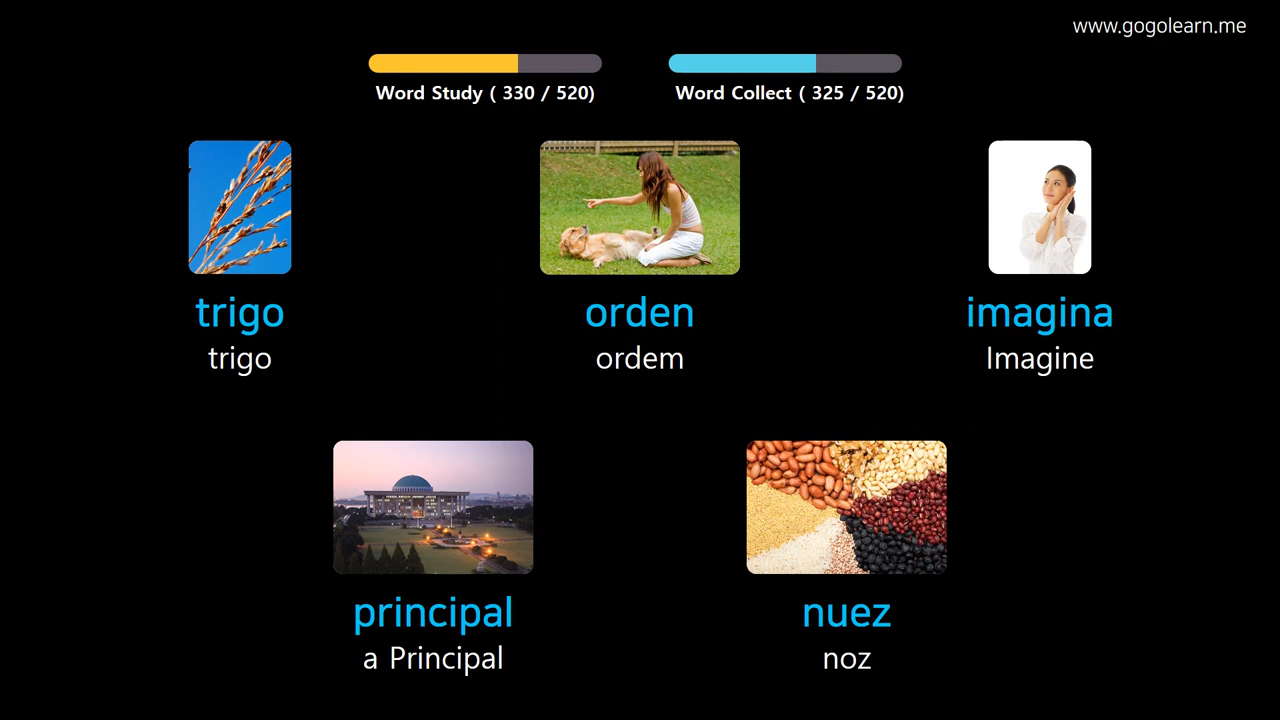 www.gogolearn.me
Word Study ( 330 / 520)
Word Collect ( 325 / 520)
trigo
trigo
orden
ordem
imagina
Imagine
principal
a Principal
nuez
noz